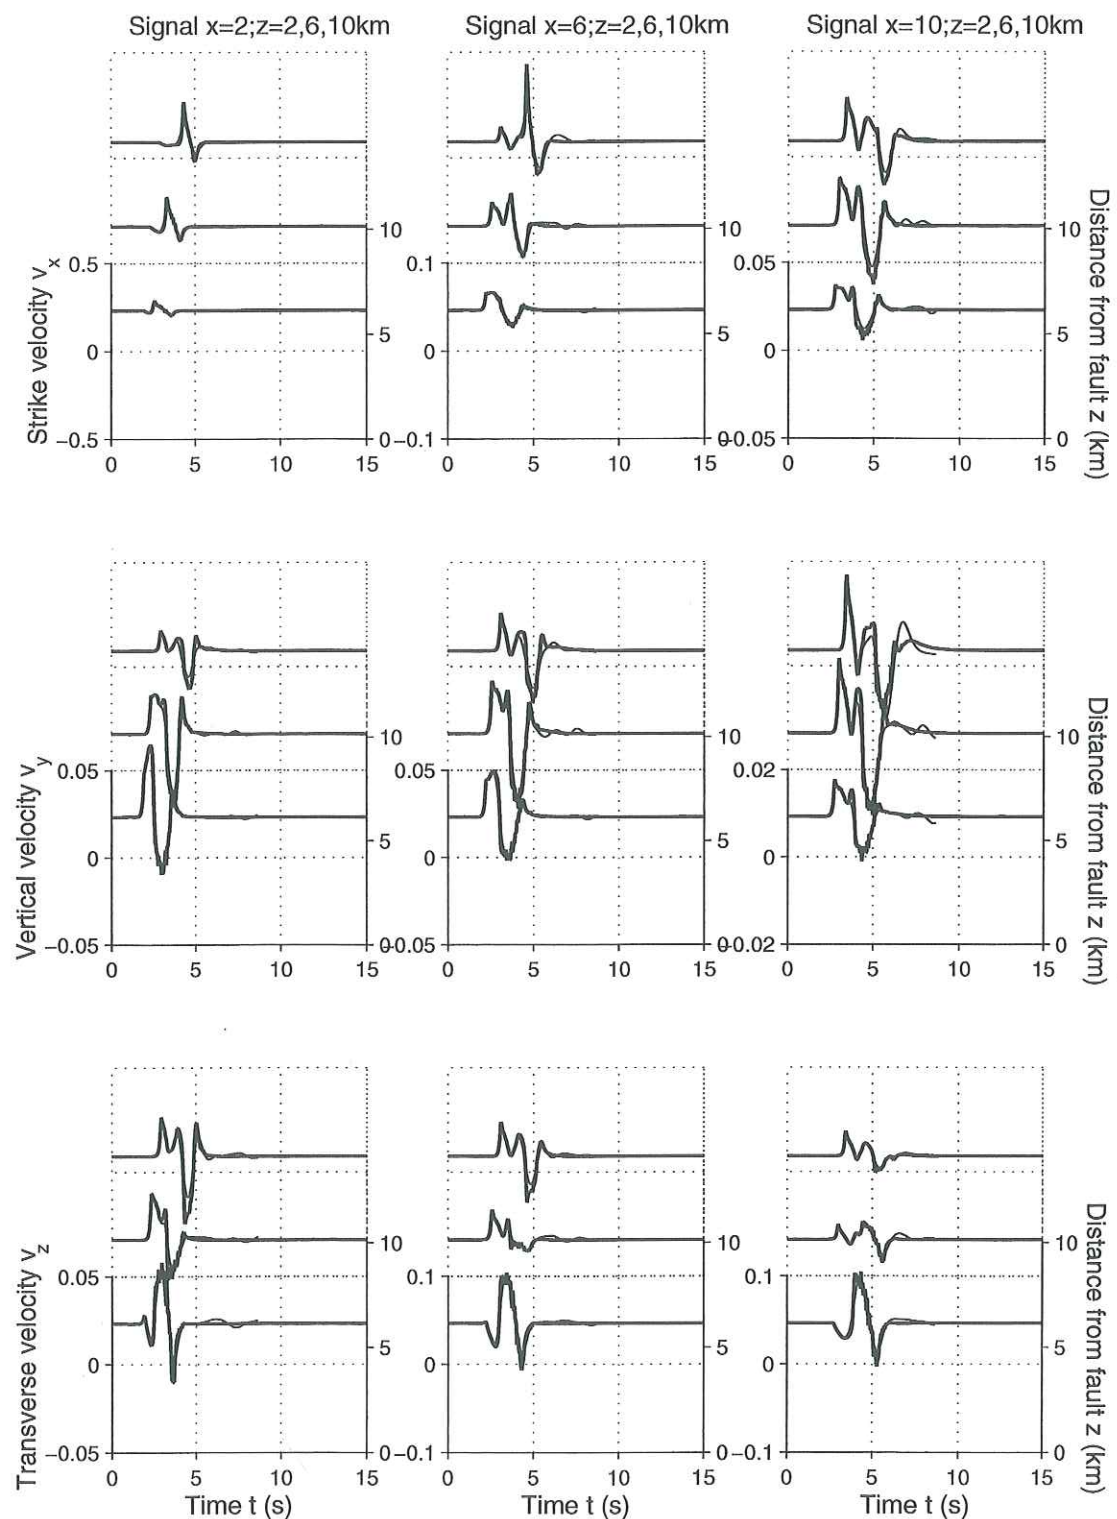 Signal x=2;z=2,6,10km Signal x=6;z=2,6,10km Signal x=10;z=2,6,10km
10 10 10
0.5 0.1 0.05
5 5 5
0 0 0
−0.5 0 −0.1 0 −0.05 0
0 5 10 15 0 5 10 15 0 5 10 15
Strike velocity vx
Distance from fault z (km)
10 10 10
0.05 0.05 0.02
5 5 5
0 0 0
−0.05 0 −0.05 0 −0.02 0
0 5 10 15 0 5 10 15 0 5 10 15
Vertical velocity vy
Distance from fault z (km)
10 10 10
0.05 0.1 0.1
5 5 5
0 0 0
−0.05 0 −0.1 0 −0.1 0
0 5 10 15 0 5 10 15 0 5 10 15
Transverse velocity vz
Distance from fault z (km)
Time t (s) Time t (s) Time t (s)